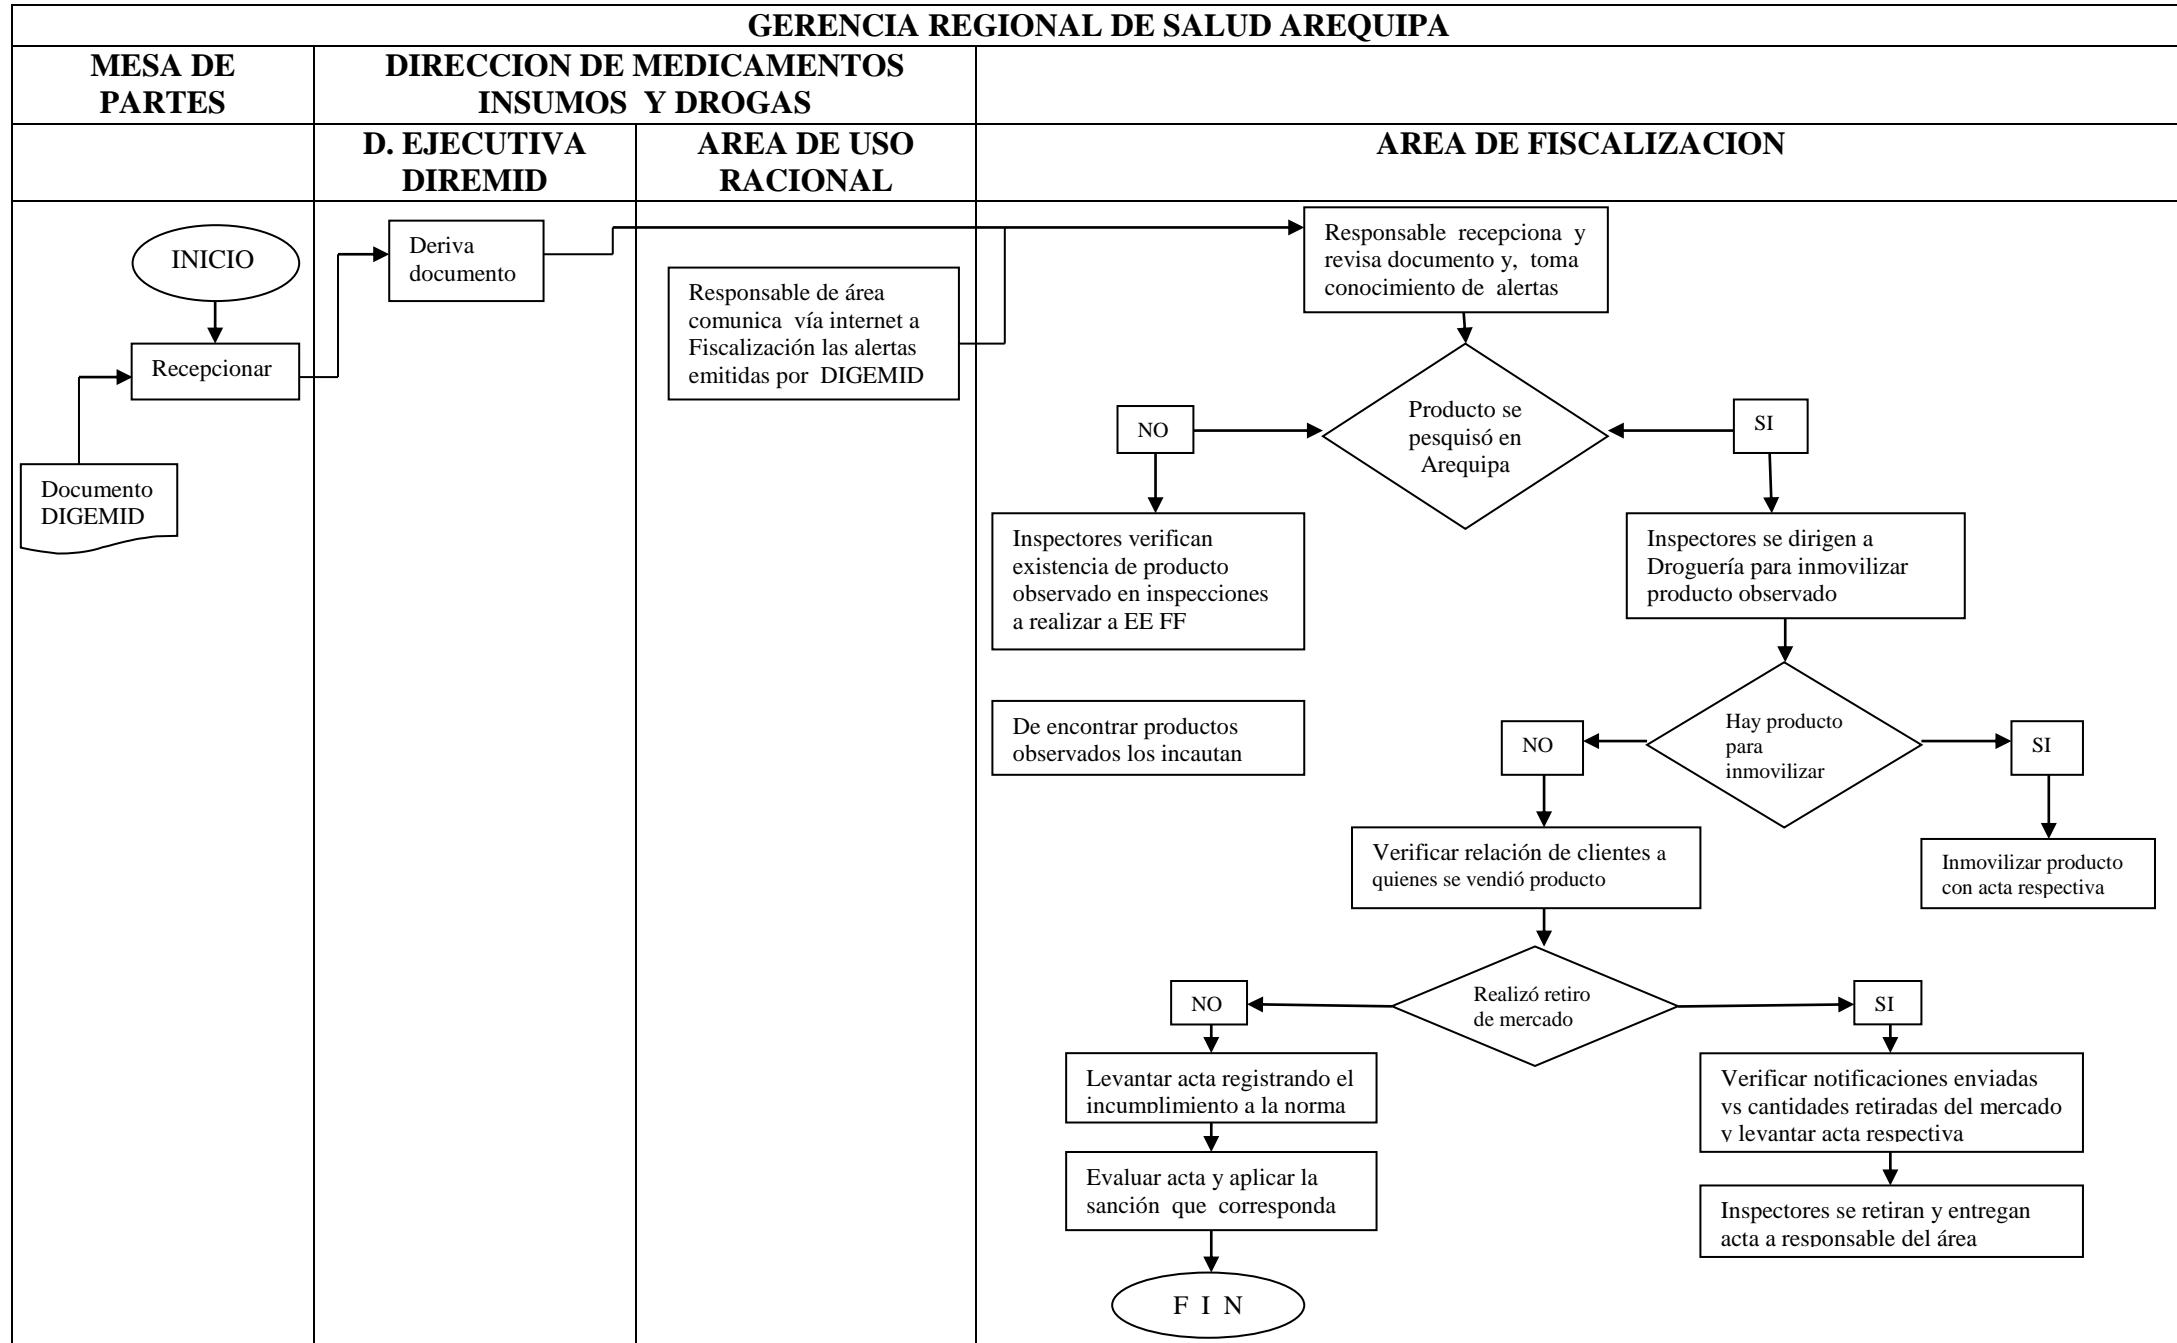 GERENCIA REGIONAL DE SALUD AREQUIPA
MESA DE
PARTES
DIRECCION DE MEDICAMENTOS
INSUMOS Y DROGAS
D. EJECUTIVA
DIREMID
AREA DE USO
RACIONAL
AREA DE FISCALIZACION
INICIO
Recepcionar
Documento
DIGEMID
Deriva
documento
Responsable de área
comunica vía internet a
Fiscalización las alertas
emitidas por DIGEMID
Responsable recepciona y
revisa documento y, toma
conocimiento de alertas
Producto se
pesquisó en
Arequipa
NO
SI
Inspectores verifican
existencia de producto
observado en inspecciones
a realizar a EE FF
Inspectores se dirigen a
Droguería para inmovilizar
producto observado
De encontrar productos
observados los incautan
Hay producto
para
inmovilizar
NO
SI
Verificar relación de clientes a
quienes se vendió producto
Inmovilizar producto
con acta respectiva
Realizó retiro
de mercado
NO
SI
Levantar acta registrando el
incumplimiento a la norma
Verificar notificaciones enviadas
vs cantidades retiradas del mercado
y levantar acta respectiva
Evaluar acta y aplicar la
sanción que corresponda
Inspectores se retiran y entregan
acta a responsable del área
F I N